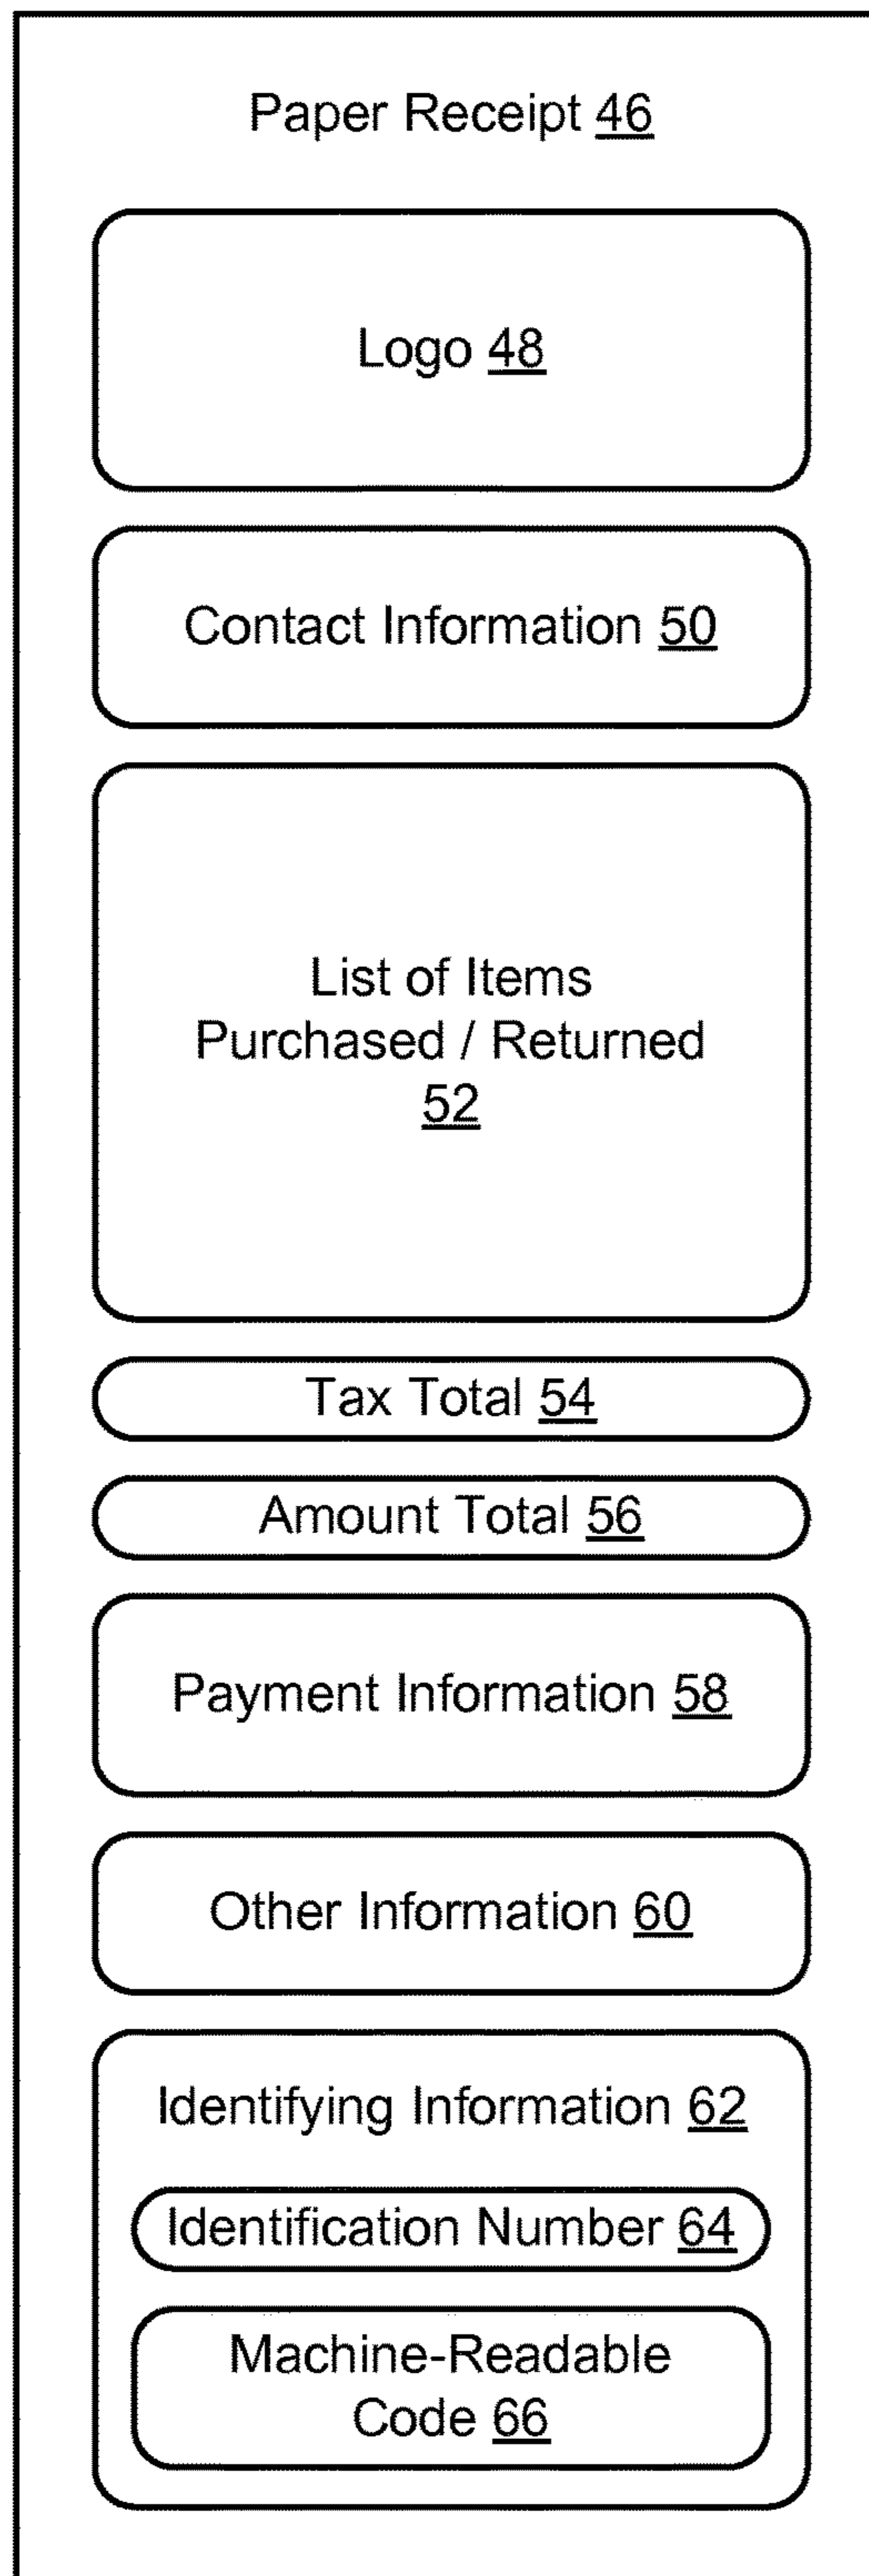 Paper Receipt 46
Logo 48
Contact Information 50
List of Items
Purchased / Returned
52
Tax Total 54
Amount Total 56
Payment Information 58
Other Information 60
Identifying Information 62
Identification Number 64
Machine-Readable
Code 66